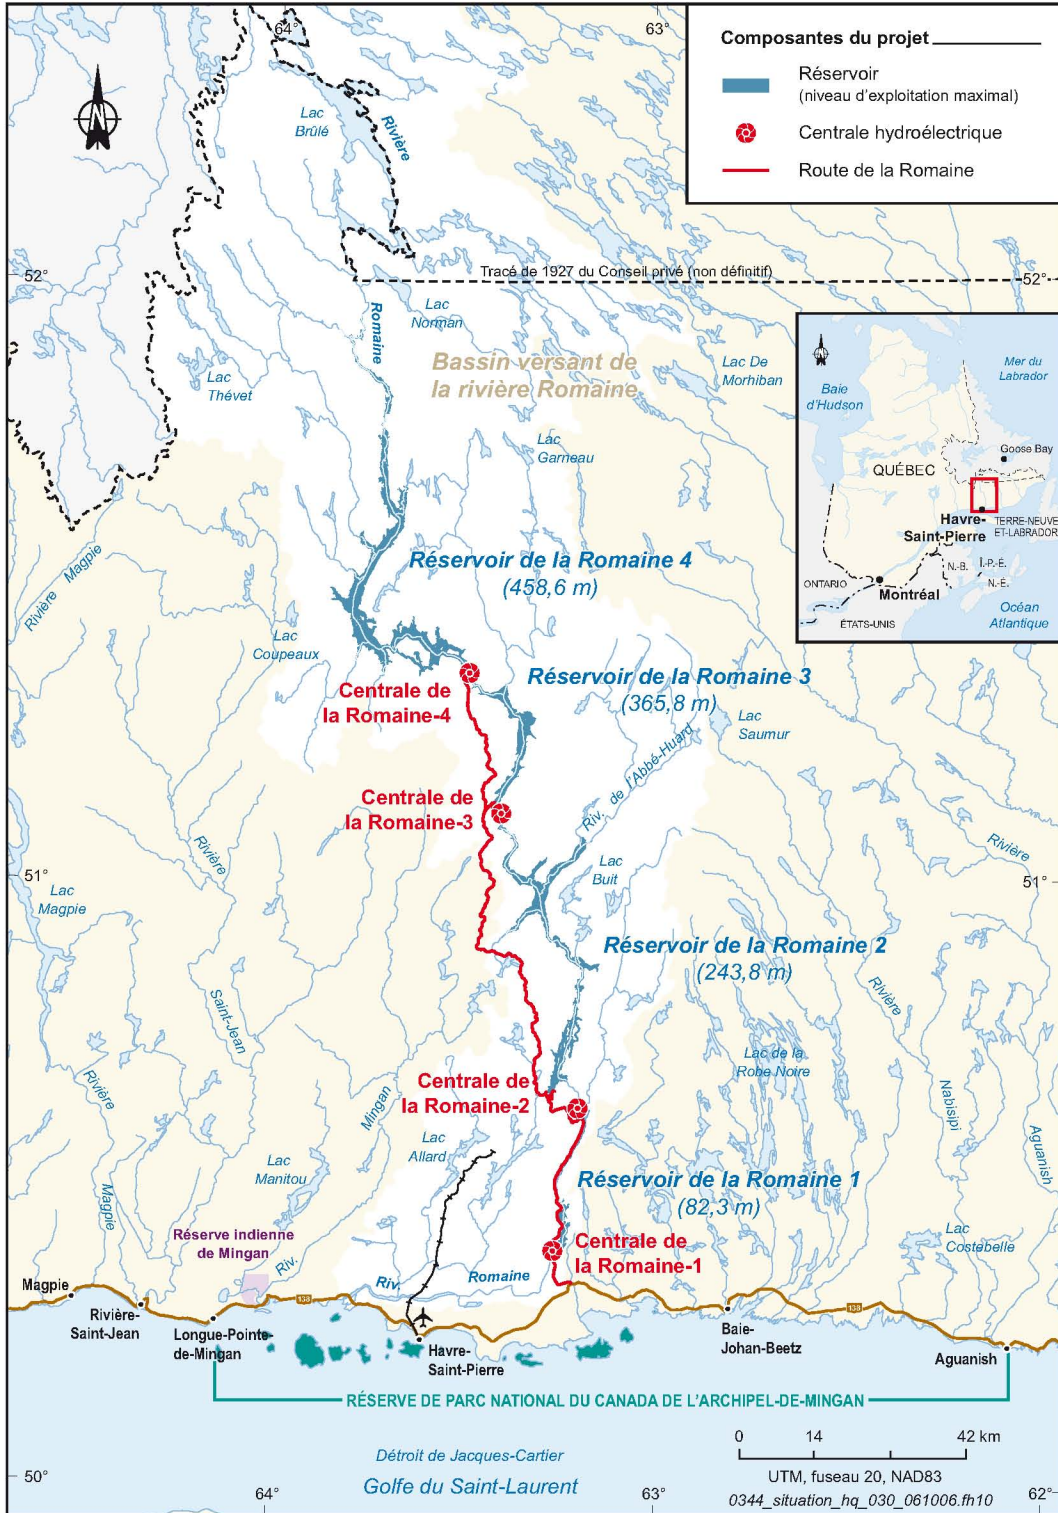 64°
63°
Composantes du projet
Réservoir
(niveau d'exploitation maximal)
Centrale hydroélectrique
Route de la Romaine
N
Lac
Brûlé
Rivière
52°
Tracé de 1927 du Conseil privé (non définitif)
52°
Romaine
Lac
Norman
Bassin versant de
la rivière Romaine
Lac
Thévet
Lac De
Morhiban
Lac
Garneau
Baie
d'Hudson
Mer du
Labrador
Goose Bay
QUÉBEC
Havre-
Saint-Pierre
TERRE-NEUVE-
ET-LABRADOR
N.-B.
Î.-P.-É.
N.-É.
ONTARIO
Montréal
ÉTATS-UNIS
Océan
Atlantique
Rivière Magpie
Réservoir de la Romaine 4
(458,6 m)
Lac
Coupeaux
Centrale de
la Romaine-4
Réservoir de la Romaine 3
(365,8 m)
Lac
Saumur
Riv. de l'Abbé-Huard
Centrale de
la Romaine-3
Rivière
Rivière
Lac
Buit
51°
51°
Lac
Magpie
Réservoir de la Romaine 2
(243,8 m)
Rivière
Saint-Jean
Lac de la
Robe Noire
Rivière
Mingan
Centrale de
la Romaine-2
Nabisipi
Aguanish
Lac
Allard
Lac
Manitou
Réservoir de la Romaine 1
(82,3 m)
Magpie
Réserve indienne
de Mingan
Riv.
Lac
Costebelle
Centrale de
la Romaine-1
Riv.
Romaine
Magpie
138
138
Rivière-
Saint-Jean
Longue-Pointe-
de-Mingan
Havre-
Saint-Pierre
Baie-
Johan-Beetz
Aguanish
RÉSERVE DE PARC NATIONAL DU CANADA DE L'ARCHIPEL-DE-MINGAN
Détroit de Jacques-Cartier
Golfe du Saint-Laurent
0 14 42 km
UTM, fuseau 20, NAD83
0344_situation_hq_030_061006.fh10
50°
64°
63°
62°